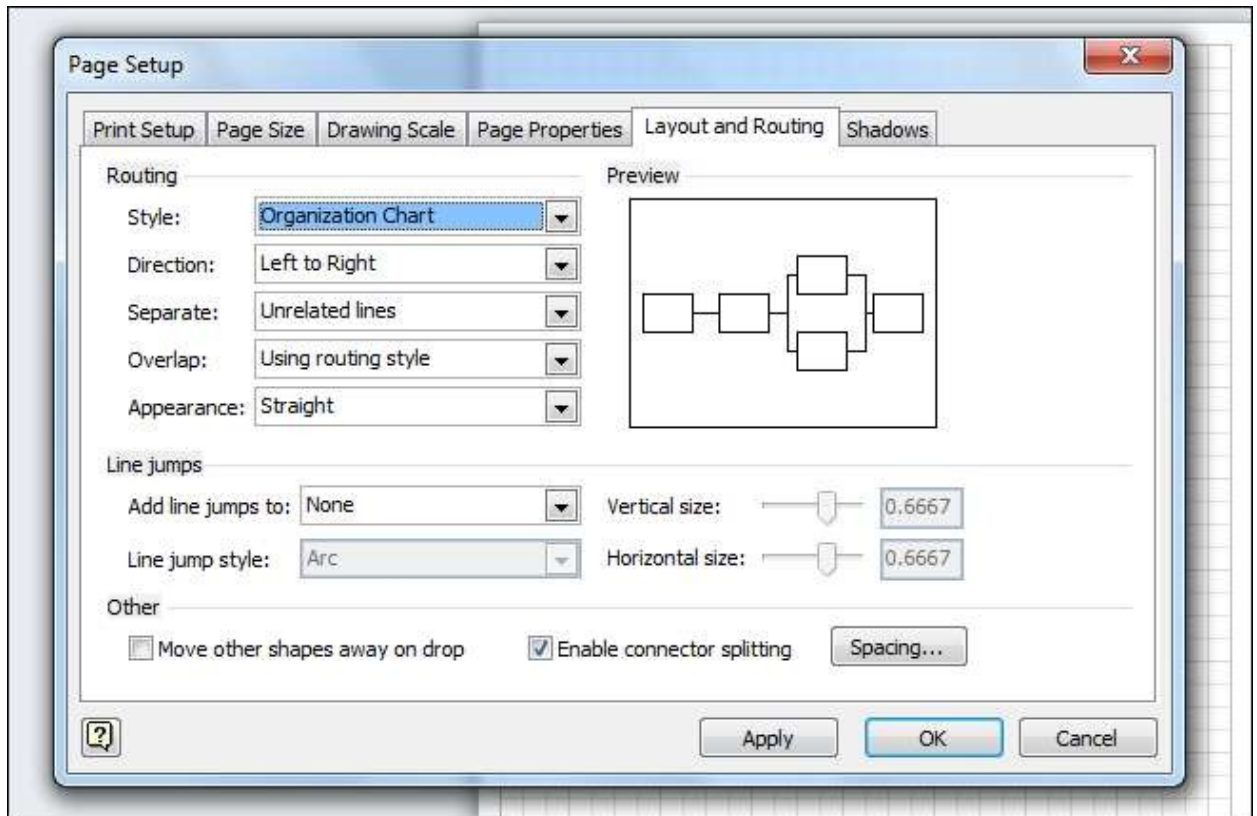 Page Setup
X
Print Setup Page Size Drawing Scale Page Properties Layout and Routing Shadows
Routing
Style: Organization Chart
Direction: Left to Right
Separate: Unrelated lines
Overlap: Using routing style
Appearance: Straight
Preview
Line jumps
Add line jumps to: None
Vertical size: 0.6667
Line jump style: Arc
Horizontal size: 0.6667
Other
Move other shapes away on drop
Enable connector splitting
Spacing...
?
Apply
OK
Cancel